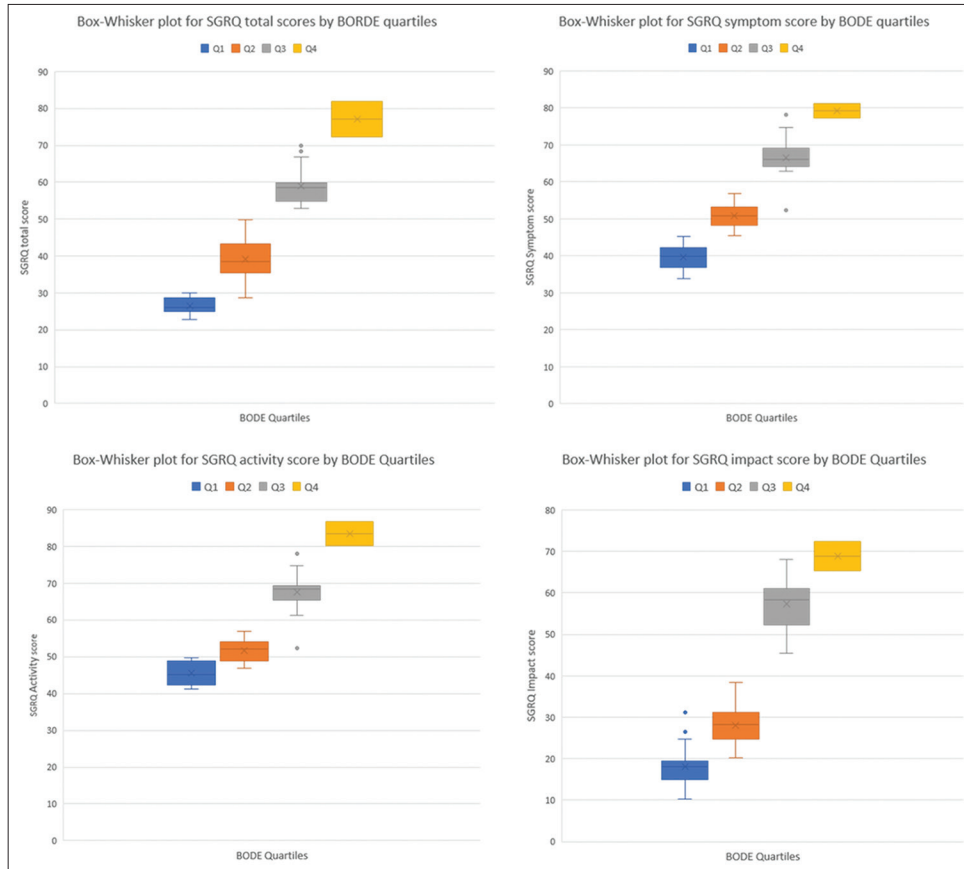 Box-Whisker plot for SGRQ total scores by BORDE quartiles
Q1 Q2 Q3 Q4
90
80
70
60
50
40
30
20
10
0
SGRQ total score
BODE Quartiles
Box-Whisker plot for SGRQ symptom score by BODE quartiles
Q1 Q2 Q3 Q4
90
80
70
60
50
40
30
20
10
0
SGRQ Symptom score
BODE Quartiles
Box-Whisker plot for SGRQ activity score by BODE Quartiles
Q1 Q2 Q3 Q4
90
80
70
60
50
40
30
20
10
0
SGRQ Activity score
BODE Quartiles
Box-Whisker plot for SGRQ impact score by BODE Quartiles
Q1 Q2 Q3 Q4
80
70
60
50
40
30
20
10
0
SGRQ Impact score
BODE Quartiles